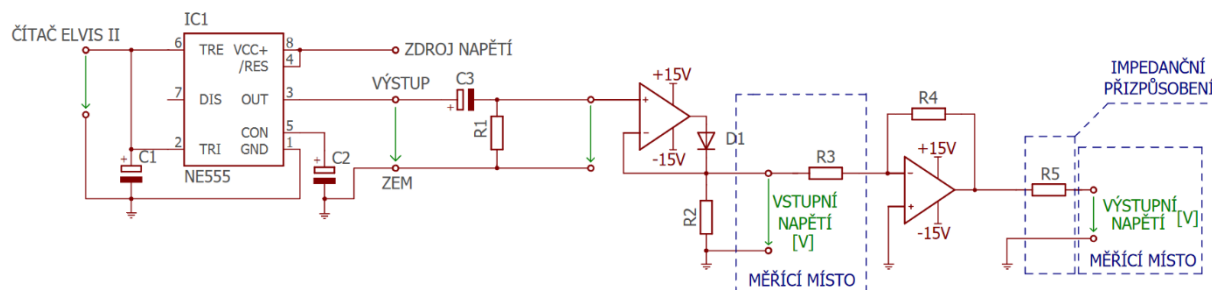 ČÍTAČ ELVIS II
IC1
6
TRE
VCC+
8
/RES
4
ZDROJ NAPĚTÍ
7
DIS
OUT
3
VÝSTUP
C3
+
R1
CON
5
2
TRI
GND
1
NE555
+
C1
+
C2
ZEM
+15V
+
−
-15V
D1
R2
VSTUPNÍ
NAPĚTÍ
[V]
MĚŘÍCÍ MÍSTO
R3
R4
+15V
−
+
-15V
IMPEDANČNÍ
PŘIZPŮSOBENÍ
R5
VÝSTUPNÍ
NAPĚTÍ [V]
MĚŘÍCÍ MÍSTO